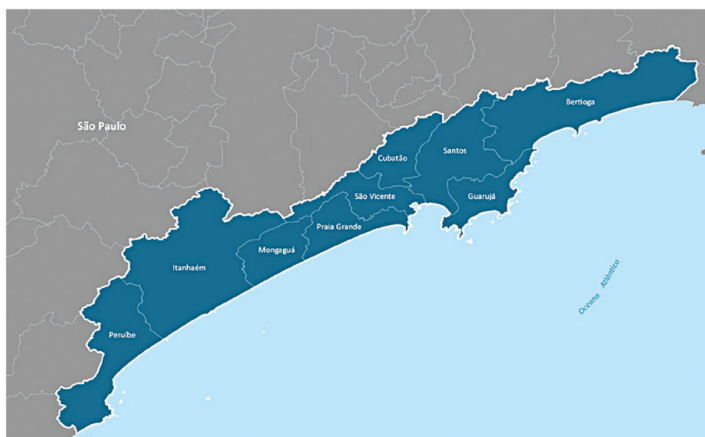 São Paulo
Bertioga
Cubatão
Santos
São Vicente
Guarujá
Praia Grande
Mongaguá
Itanhaém
Peruíbe
Oceano Atlântico